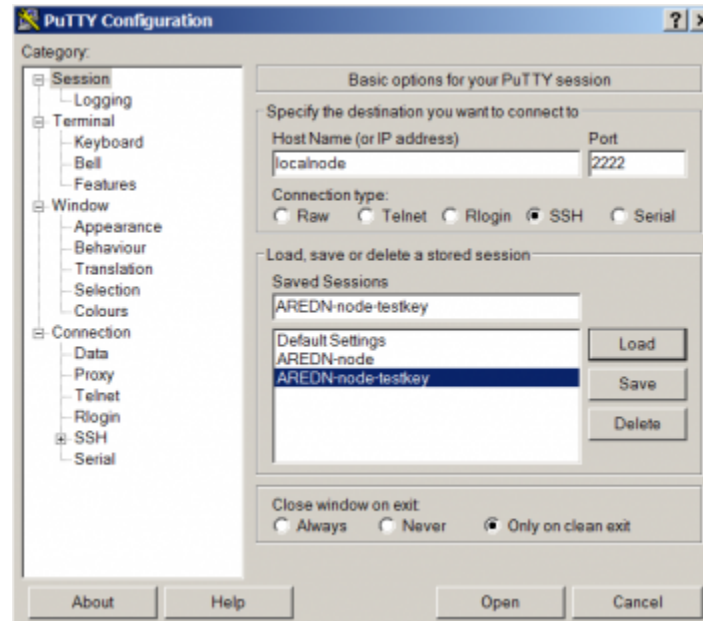 PuTTY Configuration
Category:
Session
Logging
Terminal
Keyboard
Bell
Features
Window
Appearance
Behaviour
Translation
Selection
Colours
Connection
Data
Proxy
Telnet
Rlogin
SSH
Serial
Basic options for your PuTTY session
Specify the destination you want to connect to
Host Name (or IP address) Port
localnode 2222
Connection type:
Raw Telnet Rlogin SSH Serial
Load, save or delete a stored session
Saved Sessions
AREDN-node-testkey
Default Settings
AREDN-node
AREDN-node-testkey
Load
Save
Delete
Close window on exit:
Always Never Only on clean exit
About Help Open Cancel